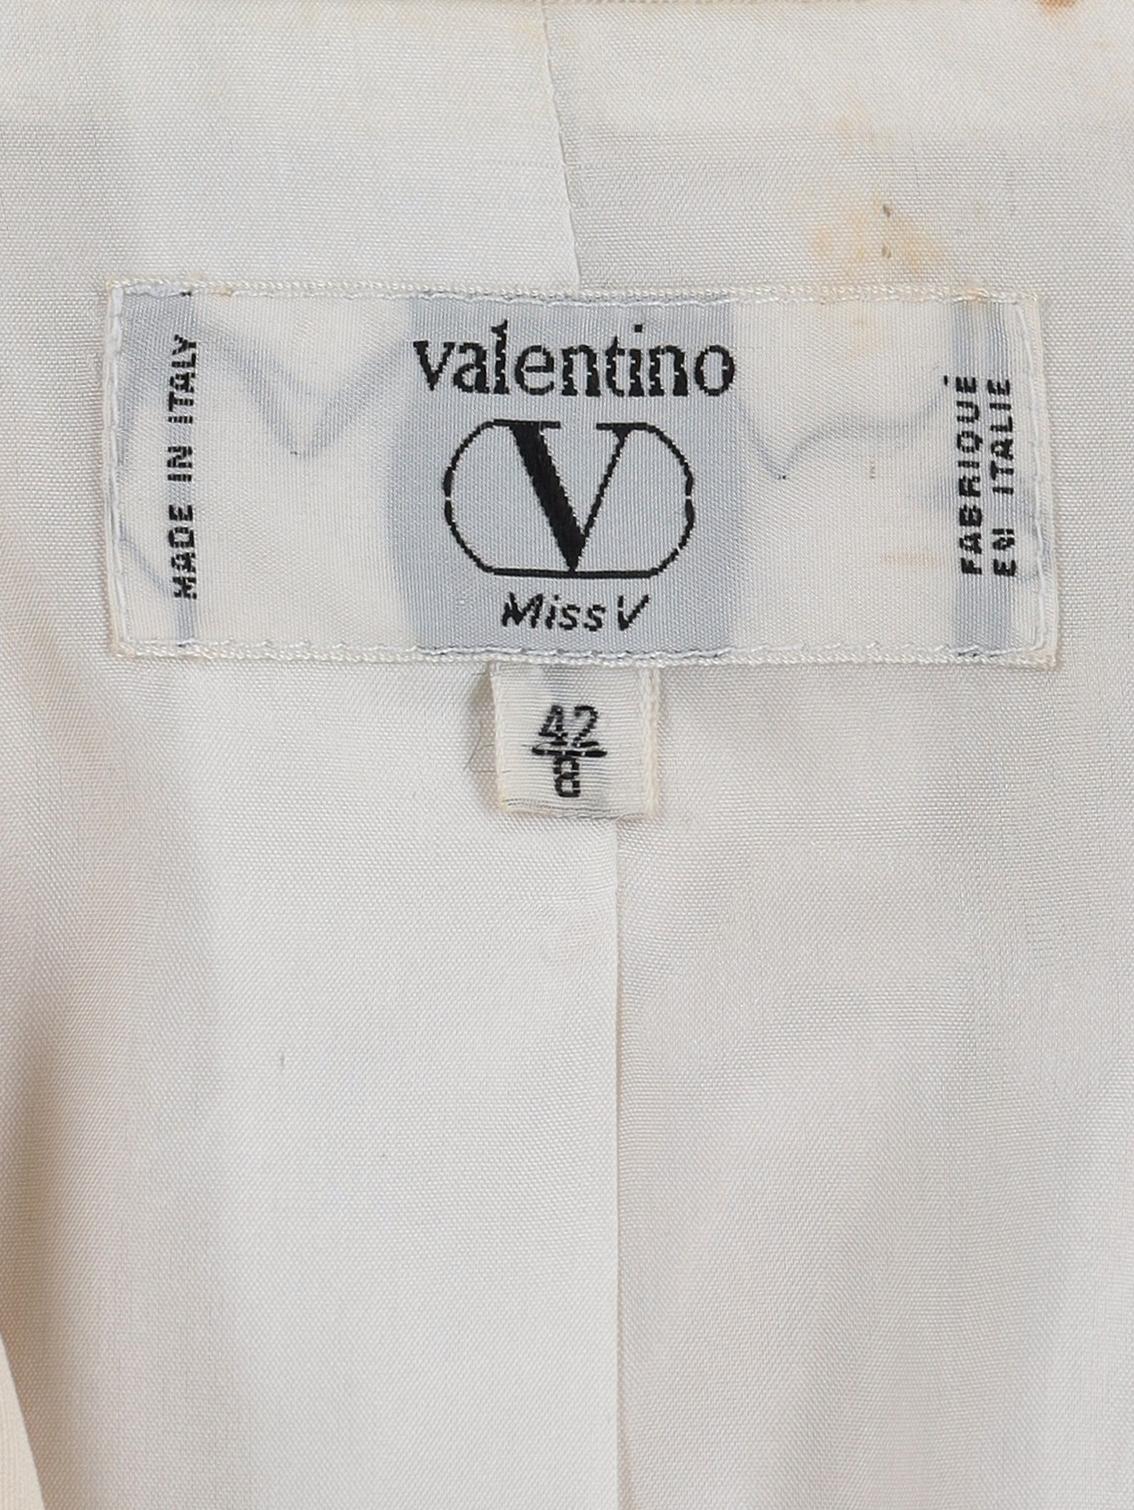 valentino
V
Miss V
MADE IN ITALY
FABRIQUÉ
EN ITALIE
42
8